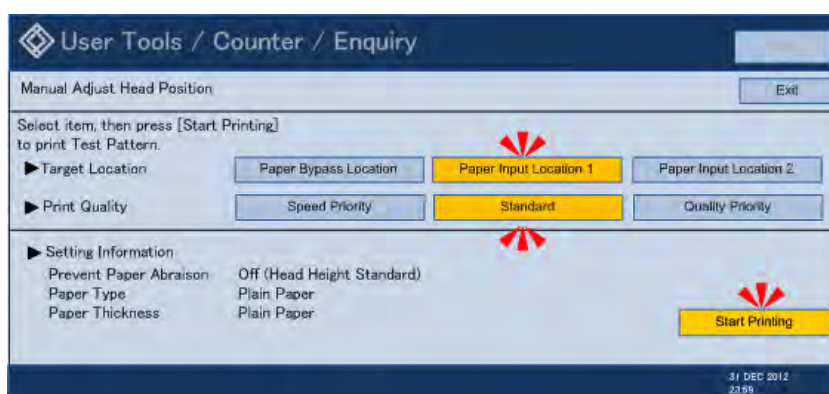 User Tools / Counter / Enquiry
Manual Adjust Head Position
Exit
Select item, then press [Start Printing]
to print Test Pattern.
▶Target Location Paper Bypass Location Paper Input Location 1 Paper Input Location 2
▶Print Quality Speed Priority Standard Quality Priority
▶Setting Information
Prevent Paper Abraison Off (Head Height Standard)
Paper Type Plain Paper
Paper Thickness Plain Paper
Start Printing
31 DEC 2012
23:59